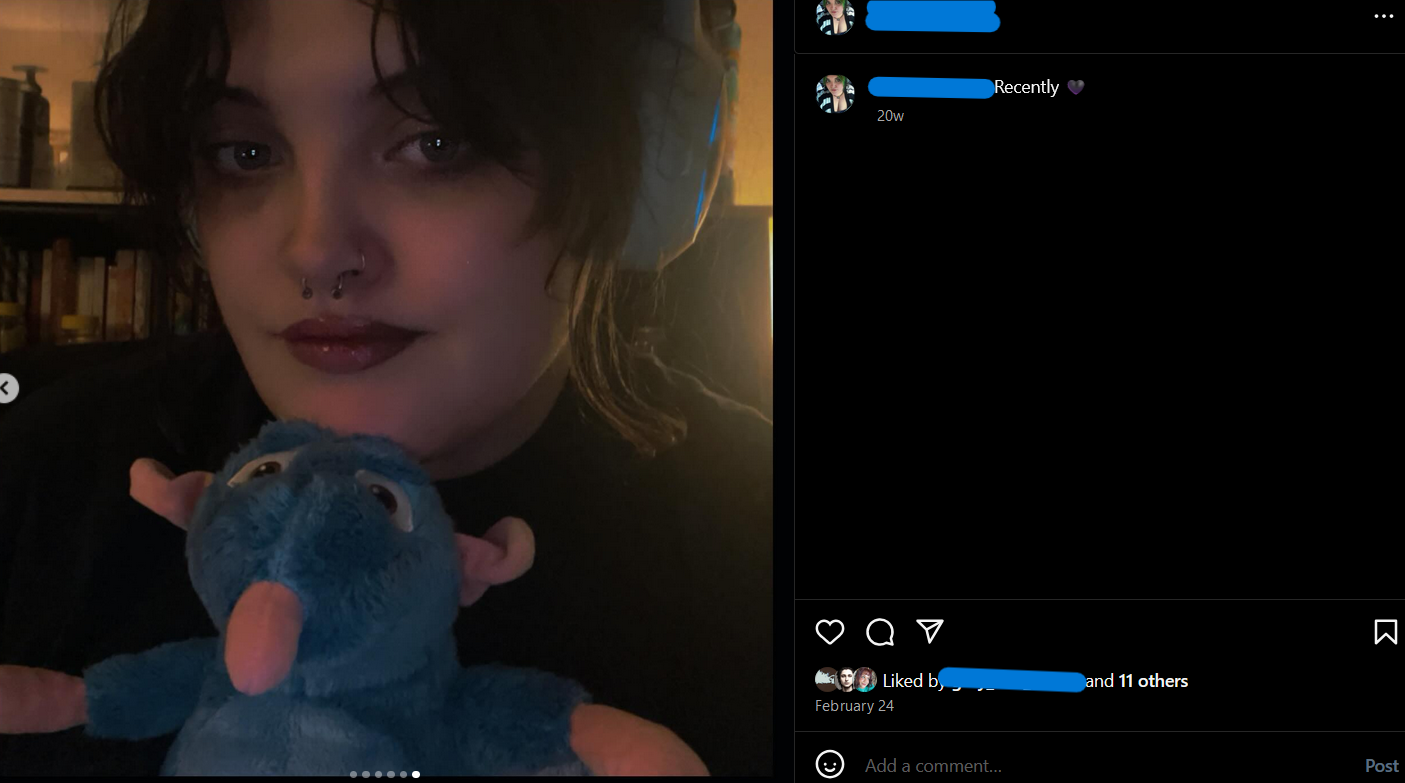 Recently 🖤
20w
Liked by and 11 others
February 24
Add a comment...
Post